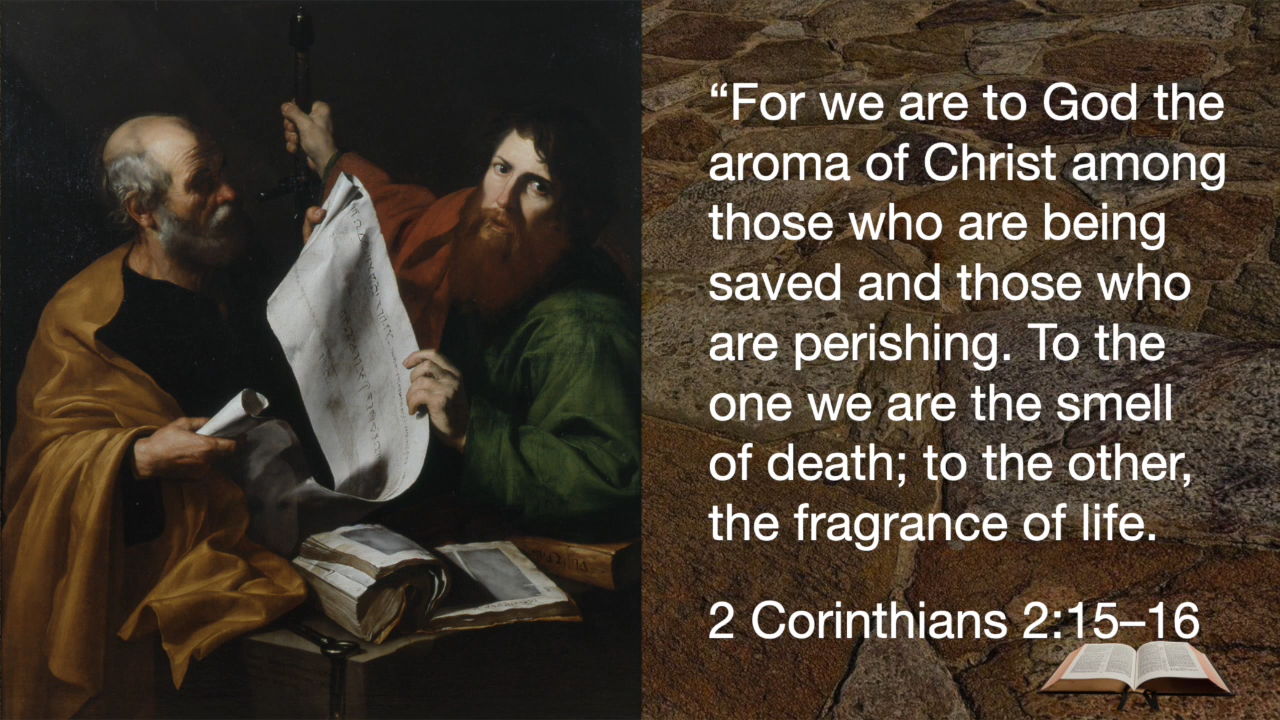 “For we are to God the
aroma of Christ among
those who are being
saved and those who
are perishing. To the
one we are the smell
of death; to the other,
the fragrance of life.
2 Corinthians 2:15–16